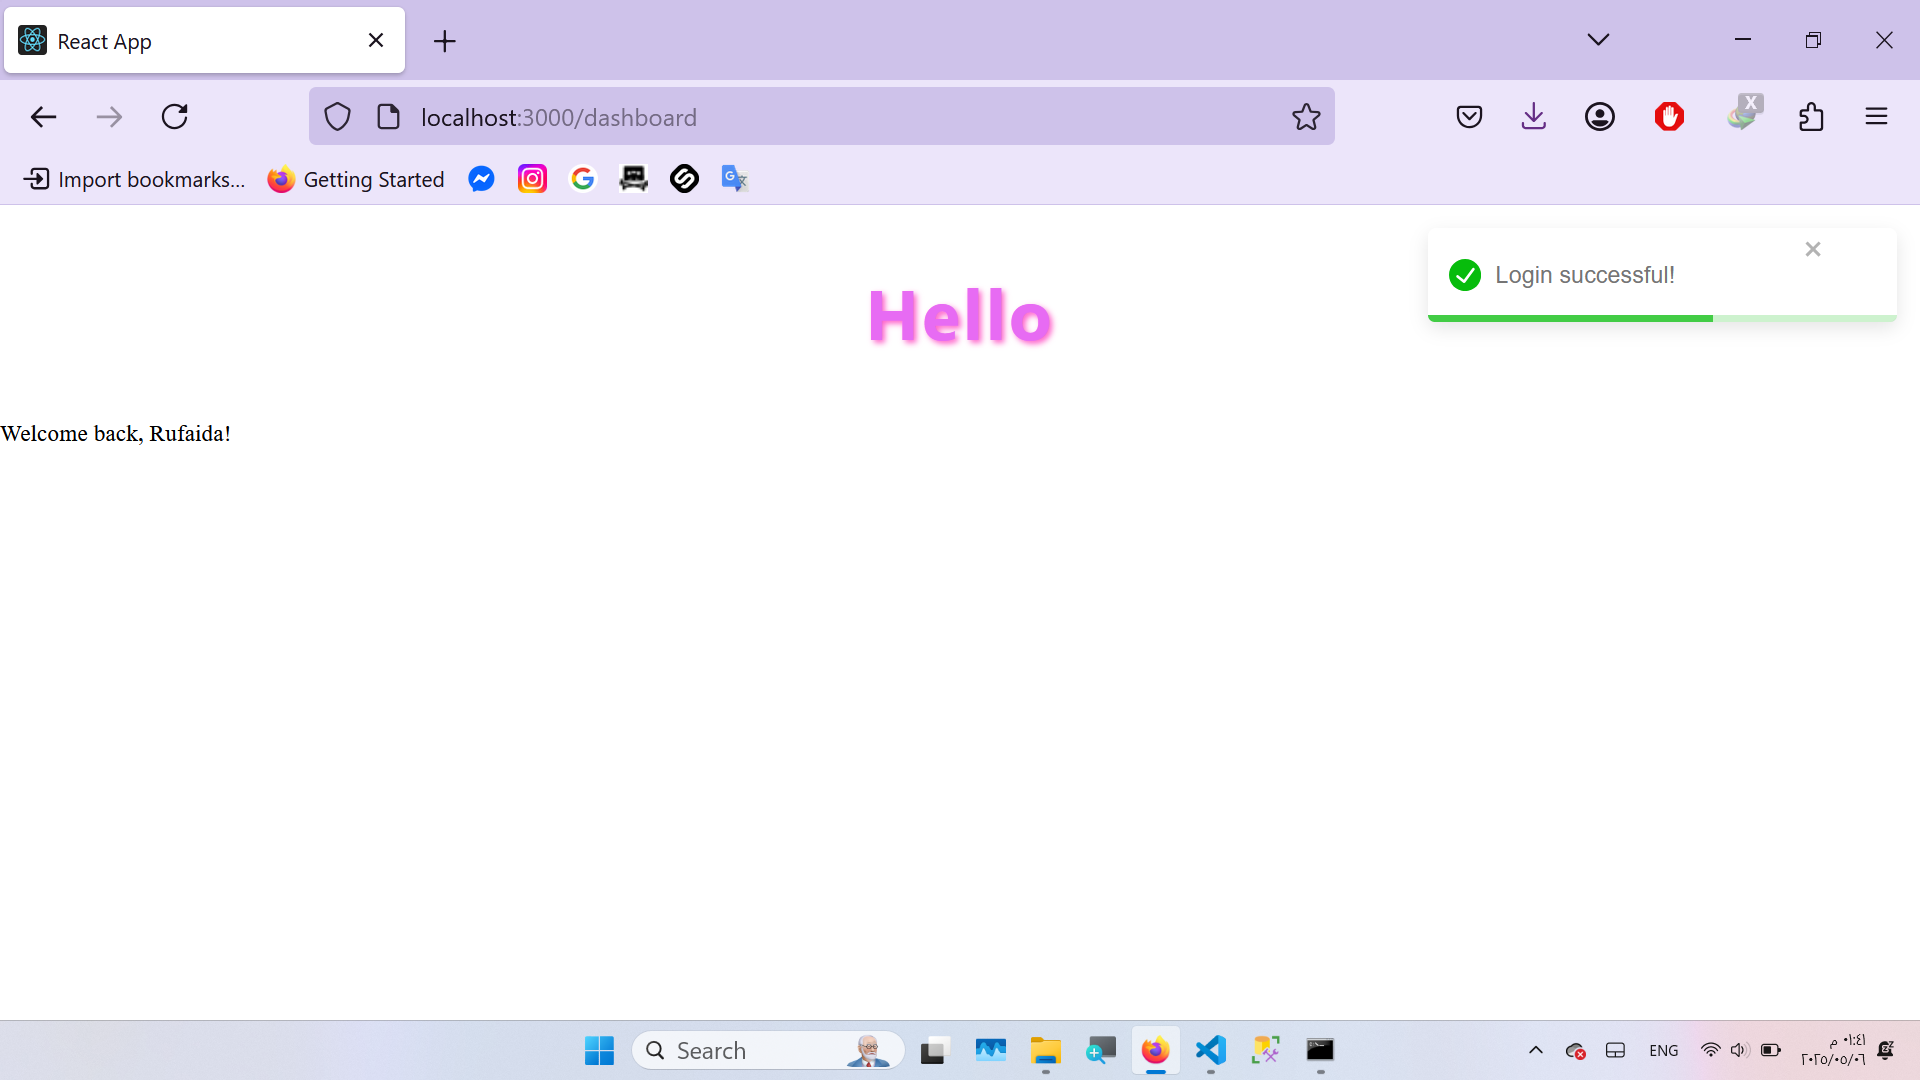 React App
localhost:3000/dashboard
X
Import bookmarks...
Getting Started
Login successful!
Hello
Welcome back, Rufaida!
Search
ENG
٠١:٤١ م
٢٠٢٥/٠٥/٠٦